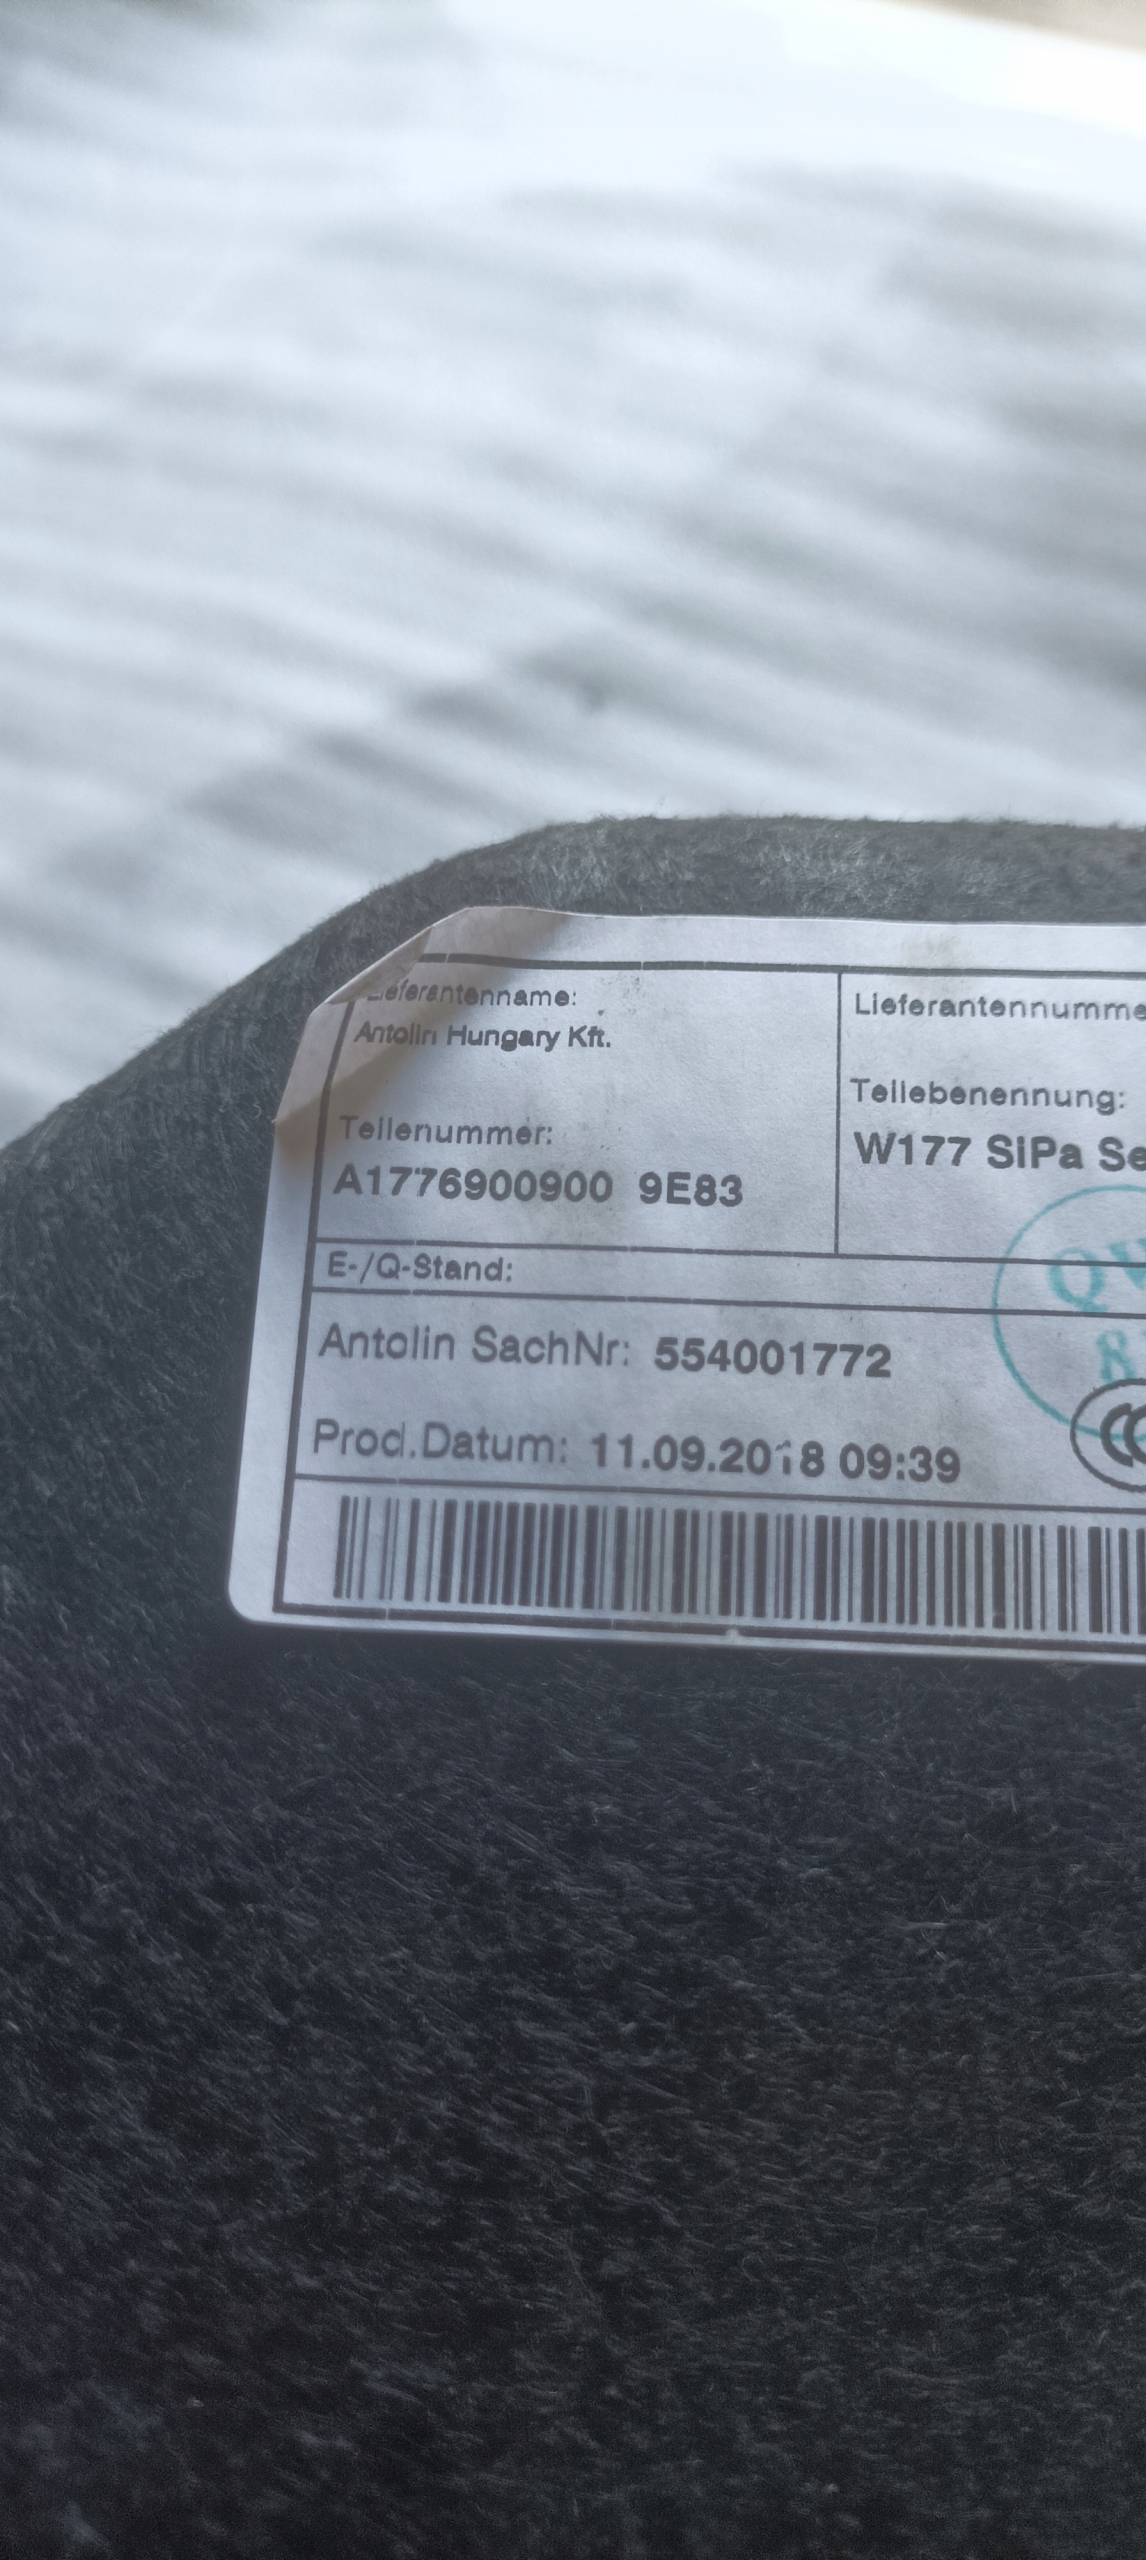 Lieferantenname:
Antolin Hungary Kft.
Teilenummer:
A1776900900 9E83
Lieferantennumme
Teilebenennung:
W177 SiPa Se
E-/Q-Stand:
Antolin SachNr: 554001772
Prod.Datum: 11.09.2018 09:39